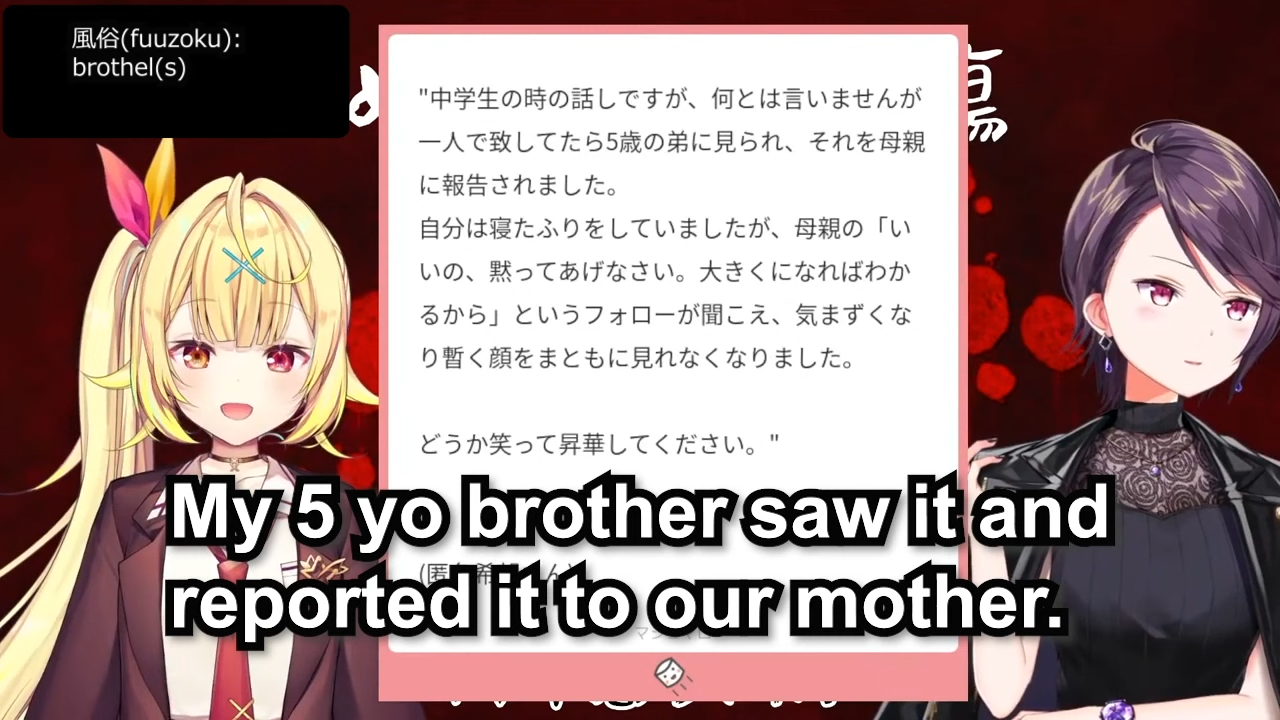 風俗(fuuzoku):
brothel(s)
傷
"中学生の時の話しですが、何とは言いませんが
一人で致してたら5歳の弟に見られ、それを母親
に報告されました。
自分は寝たふりをしていましたが、母親の「い
いの、黙ってあげなさい。大きくになればわか
るから」というフォローが聞こえ、気まずくな
り暫く顔をまともに見れなくなりました。
どうか笑って昇華してください。"
My 5 yo brother saw it and
reported it to our mother.